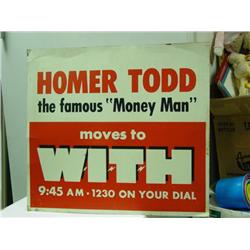 HOMER TODD
the famous "Money Man"
moves to
WITH
9:45 AM · 1230 ON YOUR DIAL